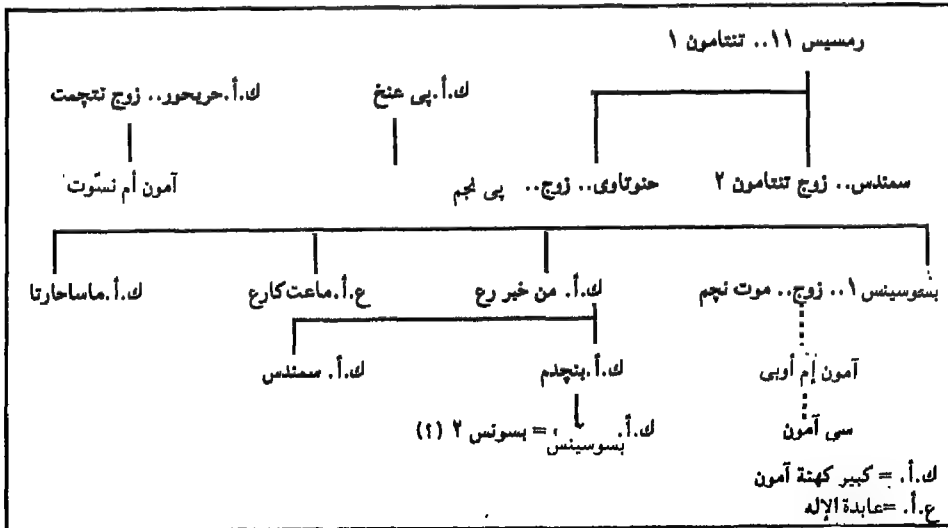 رمسيس ١١.. تنتامون ١
ك.أ.حريحور.. زوج نتجمت
ك.أ.پى عنخ
سمندس.. زوج تنتامون ٢
حنوتاوى.. زوج.. پى نجم
آمون أم نسّوت
بسوسينس ١.. زوج.. موت نجم
ك.أ. من خبر رع
ع.أ.ماعت كارع
ك.أ.ماساحارتا
آمون إم أوبى
ك.أ.بنجدم
ك.أ. سمندس
سى آمون
ك.أ. بسوسينس = بسونس ٢ (؟)
ك.أ. = كبير كهنة آمون
ع.أ. =عابدة الإله